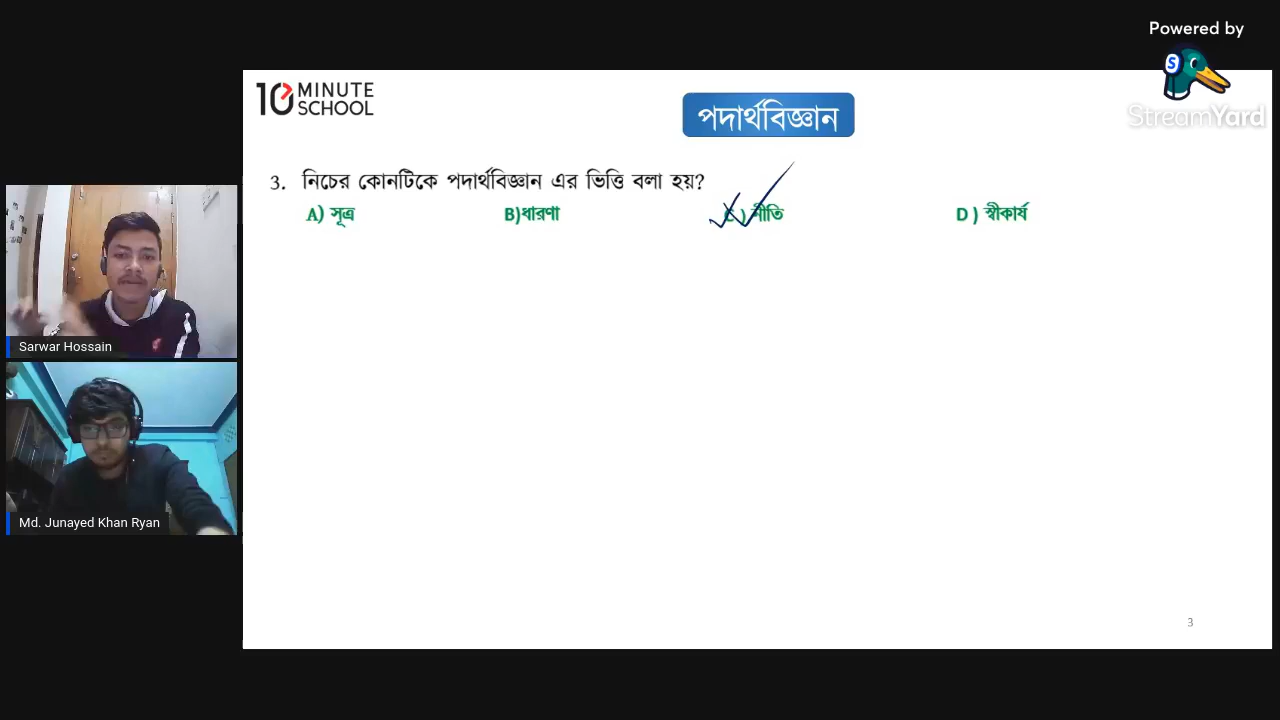 Powered by
StreamYard
10 MINUTE
SCHOOL
পদার্থবিজ্ঞান
3. নিচের কোনটিকে পদার্থবিজ্ঞান এর ভিত্তি বলা হয়?
A) সূত্র B)ধারণা C ) নীতি D ) স্বীকার্য
Sarwar Hossain
Md. Junayed Khan Ryan
3